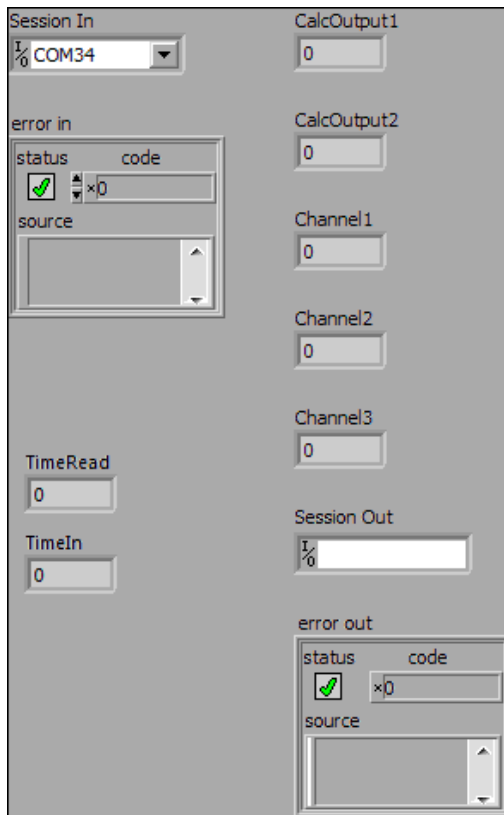 Session In
I/O COM34
error in
status code
×0
source
TimeRead
0
TimeIn
0
CalcOutput1
0
CalcOutput2
0
Channel1
0
Channel2
0
Channel3
0
Session Out
I/O
error out
status code
×0
source